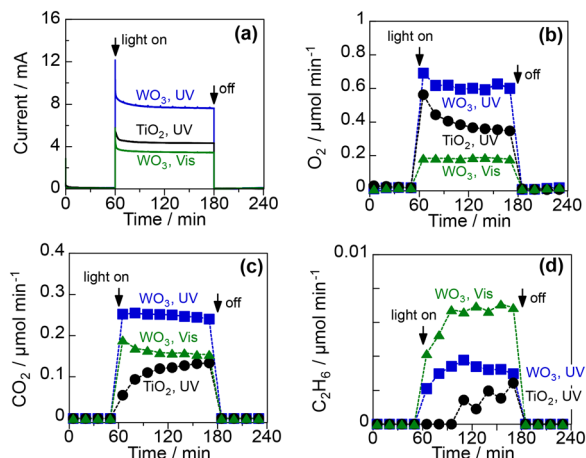 (a)
light on
off
WO₃, UV
TiO₂, UV
WO₃, Vis
Current / mA
16
12
8
4
0
0 60 120 180 240
Time / min
(b)
light on
off
WO₃, UV
TiO₂, UV
WO₃, Vis
O₂ / µmol min⁻¹
1
0.8
0.6
0.4
0.2
0
0 60 120 180 240
Time / min
(c)
light on
off
WO₃, UV
WO₃, Vis
TiO₂, UV
CO₂ / µmol min⁻¹
0.4
0.3
0.2
0.1
0
0 60 120 180 240
Time / min
(d)
light on
off
WO₃, Vis
WO₃, UV
TiO₂, UV
C₂H₆ / µmol min⁻¹
0.01
0
0 60 120 180 240
Time / min